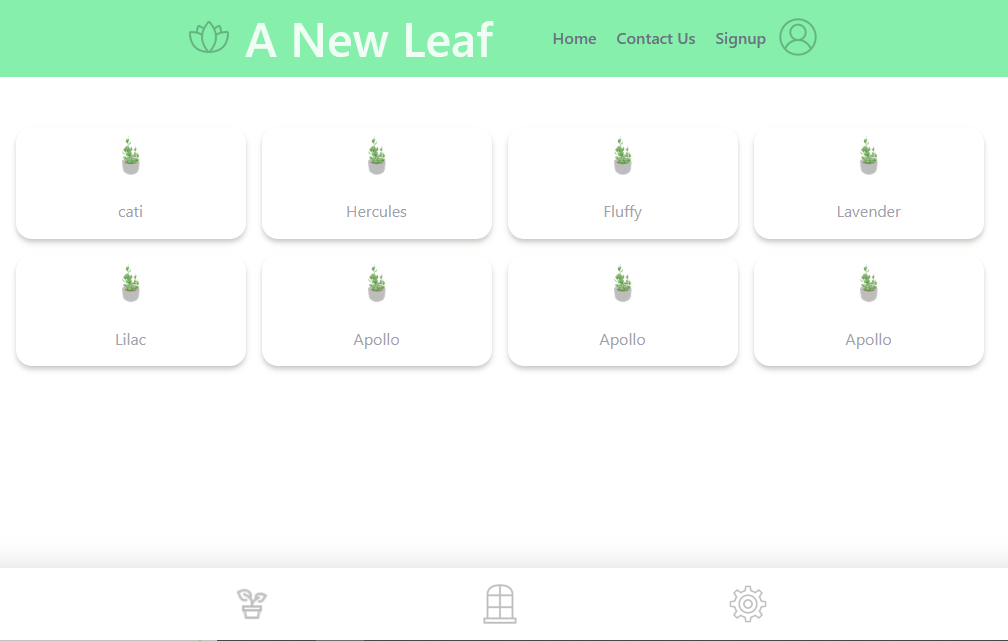 A New Leaf
Home Contact Us Signup
cati Hercules Fluffy Lavender
Lilac Apollo Apollo Apollo